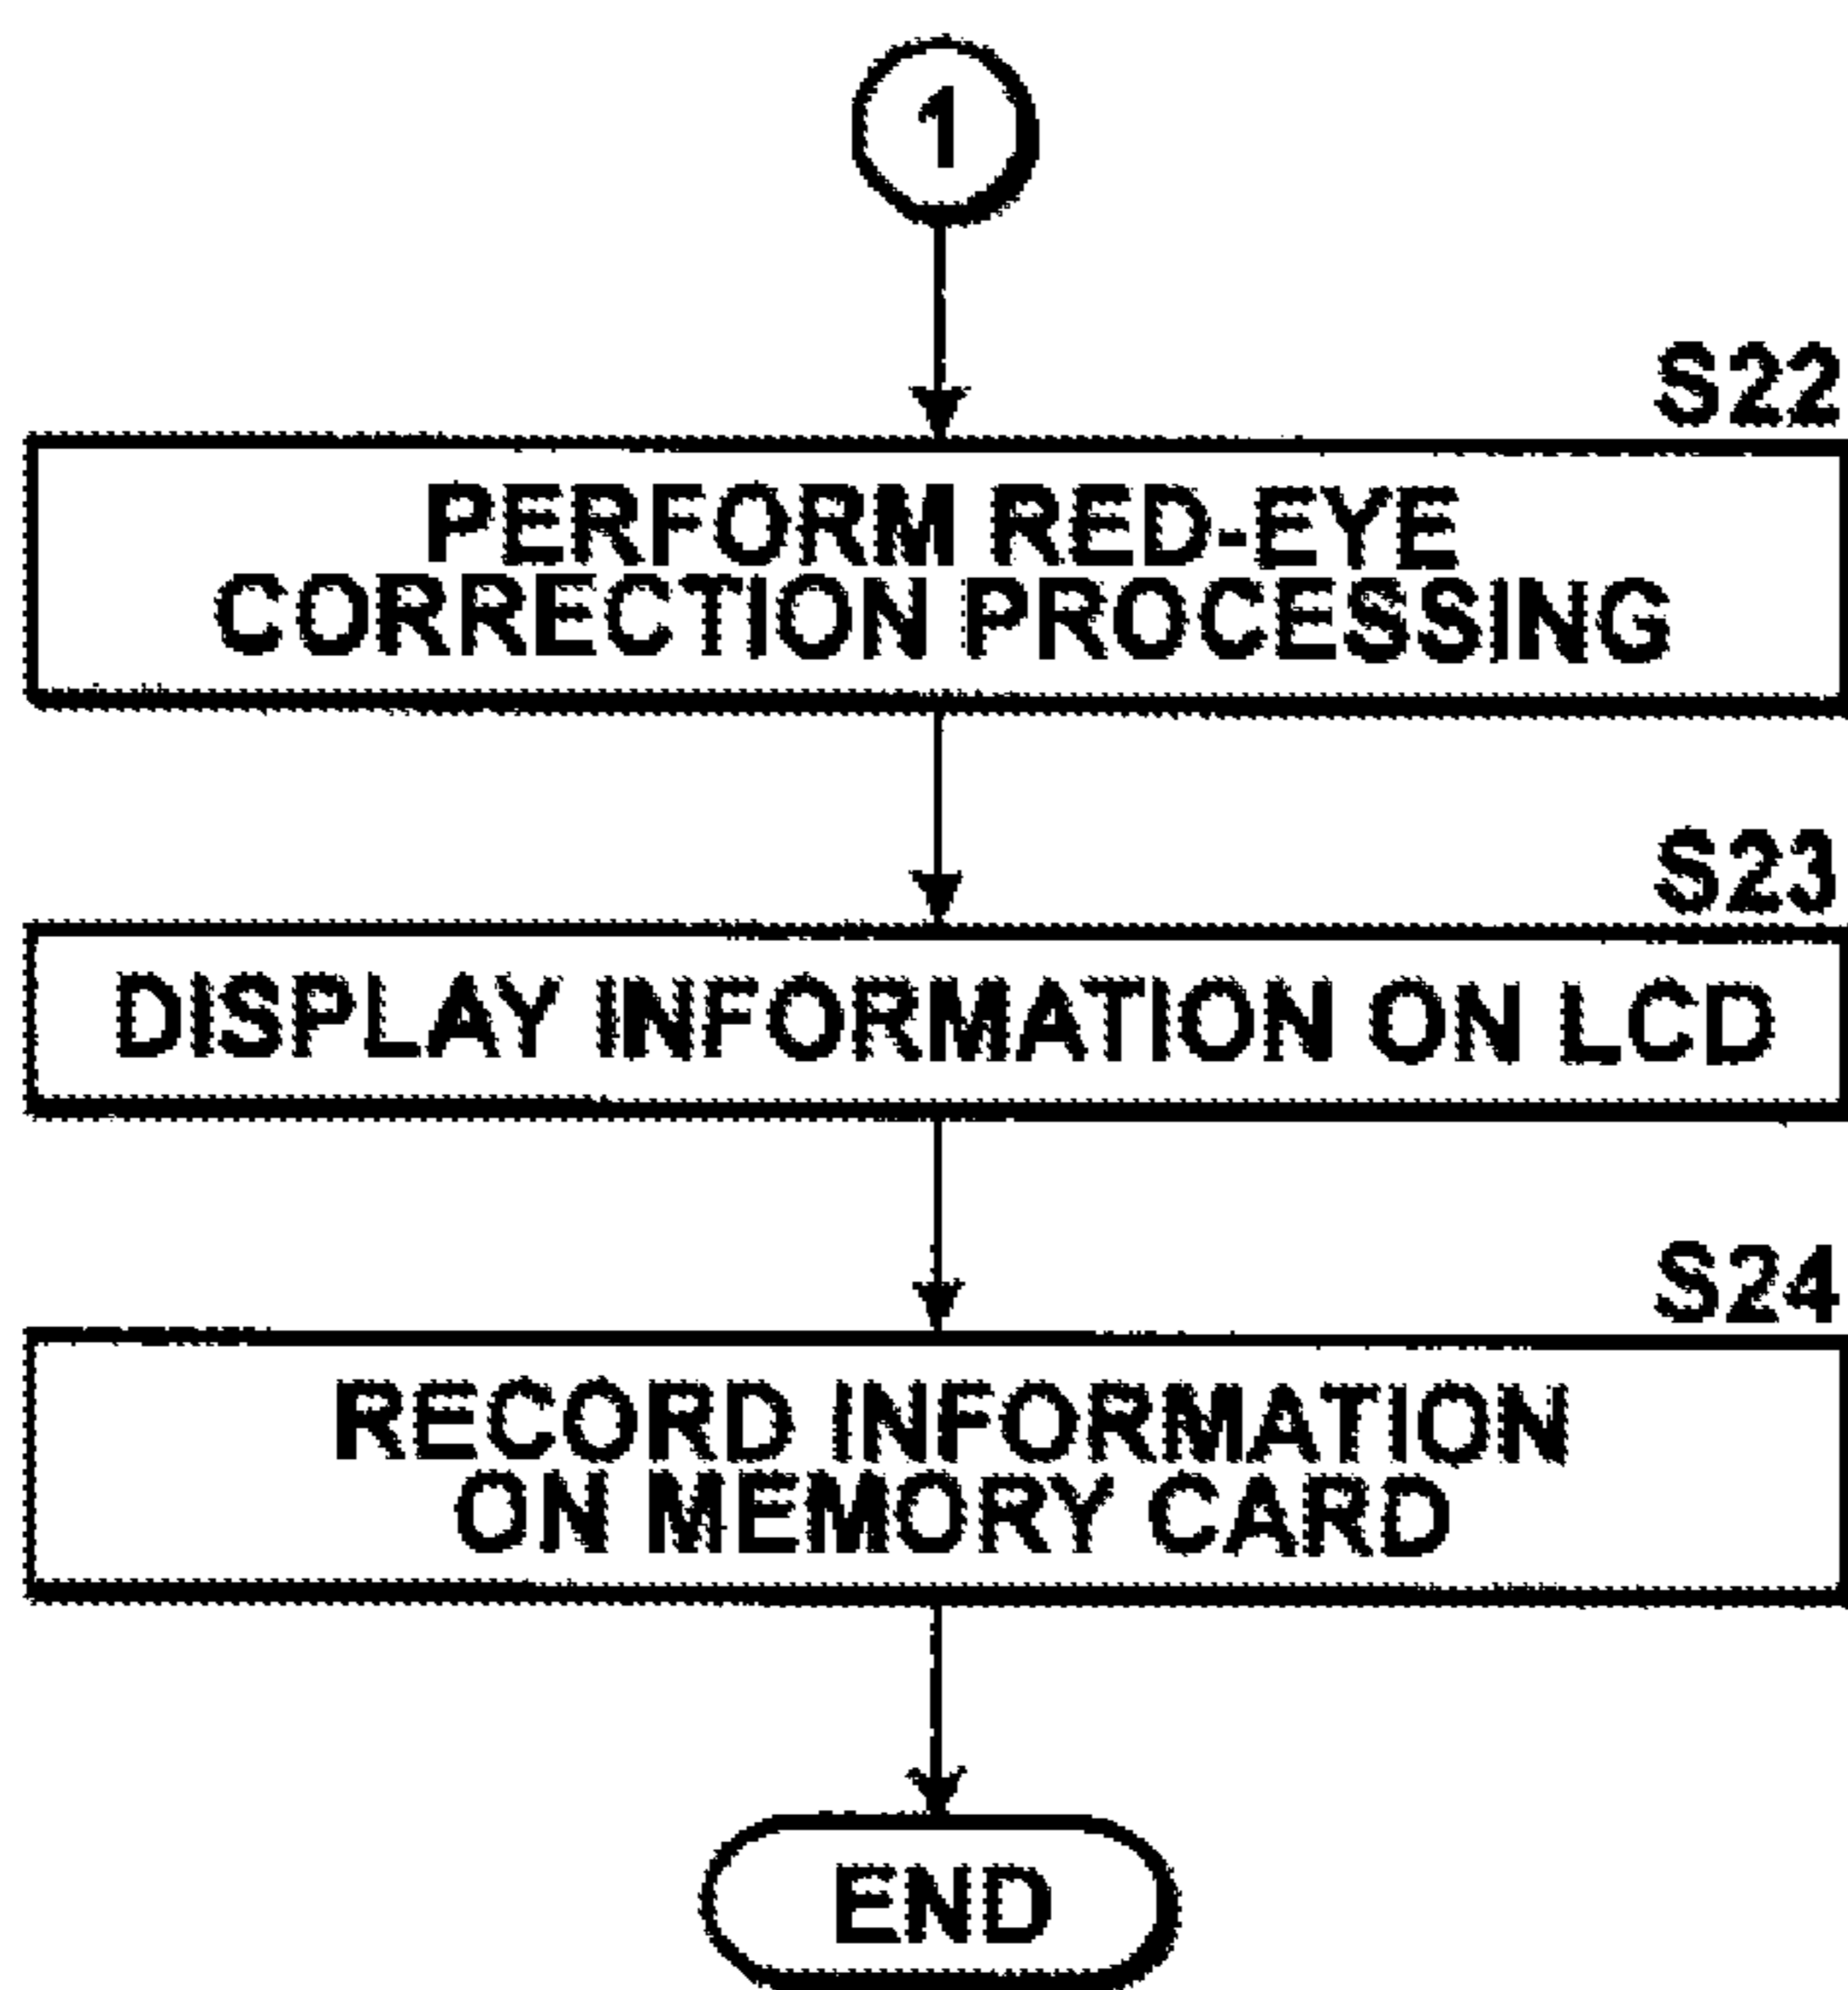 1
S22
PERFORM RED-EYE
CORRECTION PROCESSING
S23
DISPLAY INFORMATION ON LCD
S24
RECORD INFORMATION
ON MEMORY CARD
END